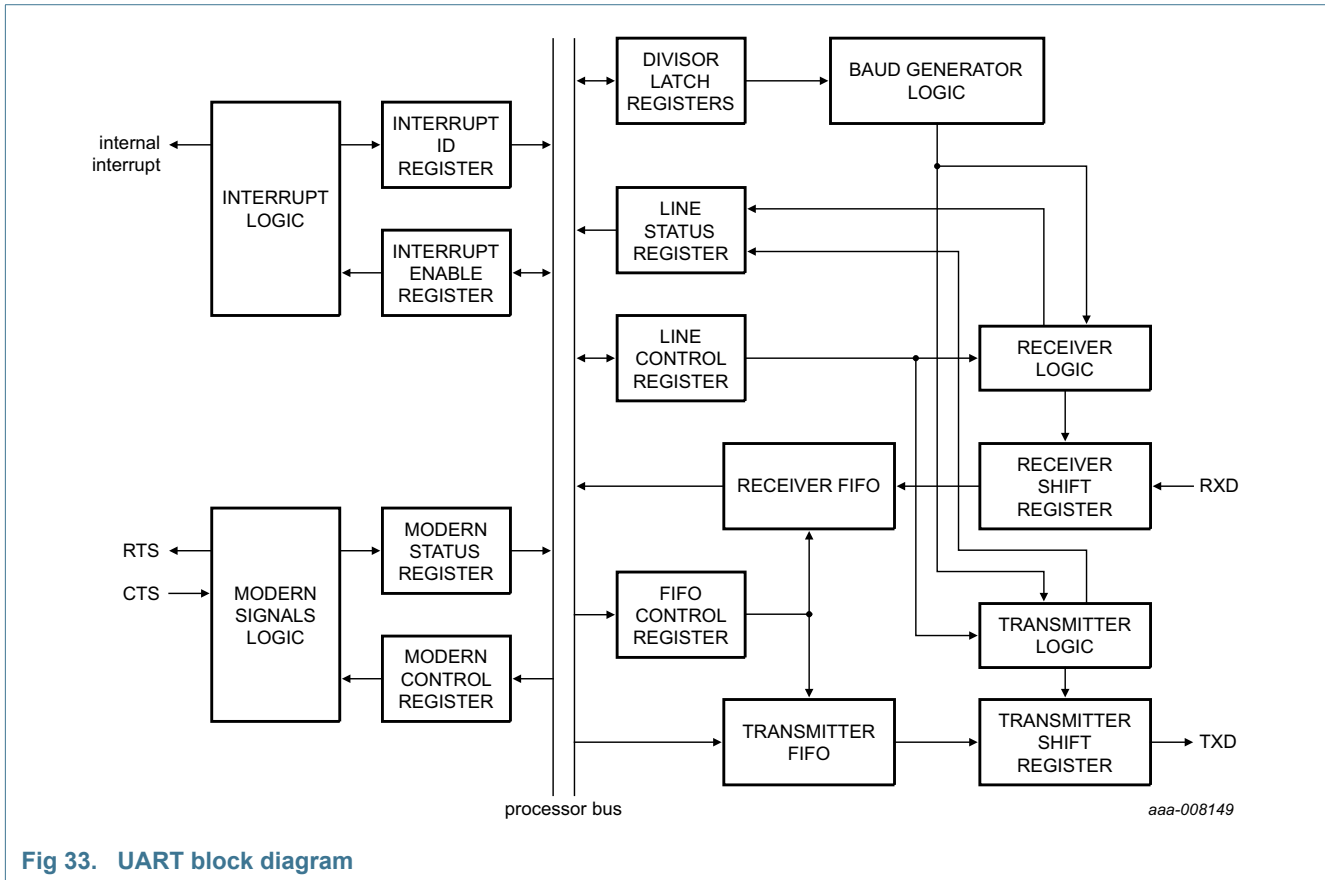 internal
interrupt
INTERRUPT
LOGIC
INTERRUPT
ID
REGISTER
INTERRUPT
ENABLE
REGISTER
RTS
CTS
MODERN
SIGNALS
LOGIC
MODERN
STATUS
REGISTER
MODERN
CONTROL
REGISTER
processor bus
DIVISOR
LATCH
REGISTERS
BAUD GENERATOR
LOGIC
LINE
STATUS
REGISTER
LINE
CONTROL
REGISTER
RECEIVER
LOGIC
RECEIVER FIFO
RECEIVER
SHIFT
REGISTER
RXD
FIFO
CONTROL
REGISTER
TRANSMITTER
LOGIC
TRANSMITTER
FIFO
TRANSMITTER
SHIFT
REGISTER
TXD
aaa-008149
Fig 33. UART block diagram